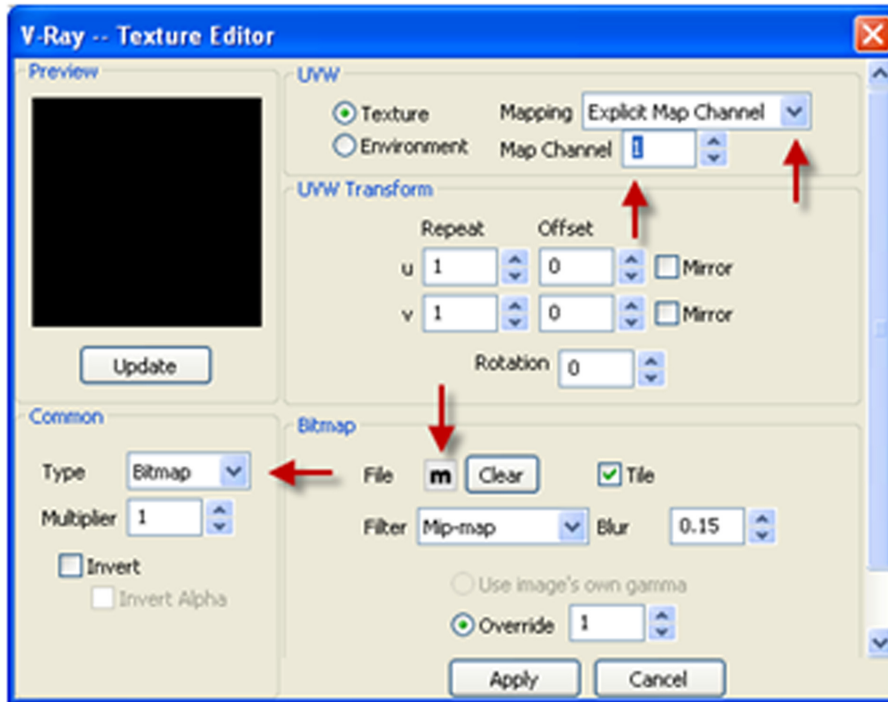 V-Ray -- Texture Editor
Preview
Update
UVW
Texture
Mapping
Explicit Map Channel
Environment
Map Channel
1
UVW Transform
Repeat
Offset
u
1
0
Mirror
v
1
0
Mirror
Rotation
0
Common
Type
Bitmap
Multiplier
1
Invert
Invert Alpha
Bitmap
File
m
Clear
Tile
Filter
Mip-map
Blur
0.15
Use image's own gamma
Override
1
Apply
Cancel